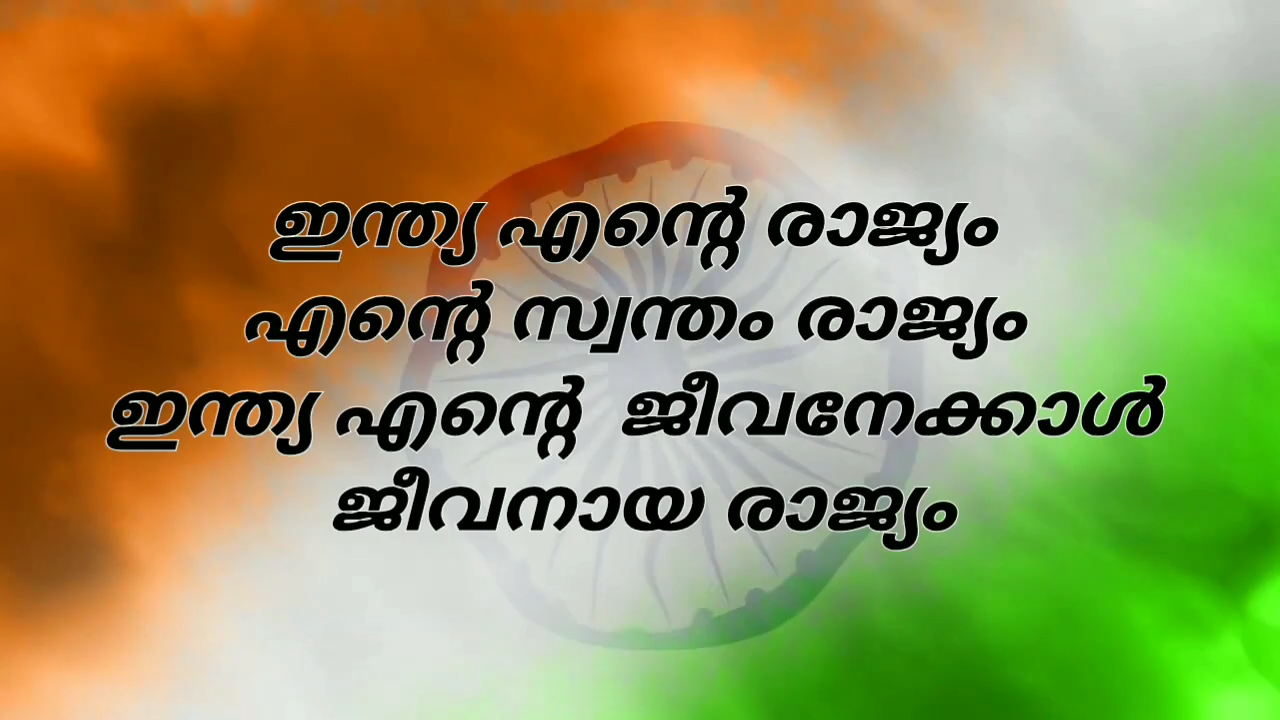 ഇന്ത്യ എന്റെ രാജ്യം
എന്റെ സ്വന്തം രാജ്യം
ഇന്ത്യ എന്റെ ജീവനേക്കാൾ
ജീവനായ രാജ്യം